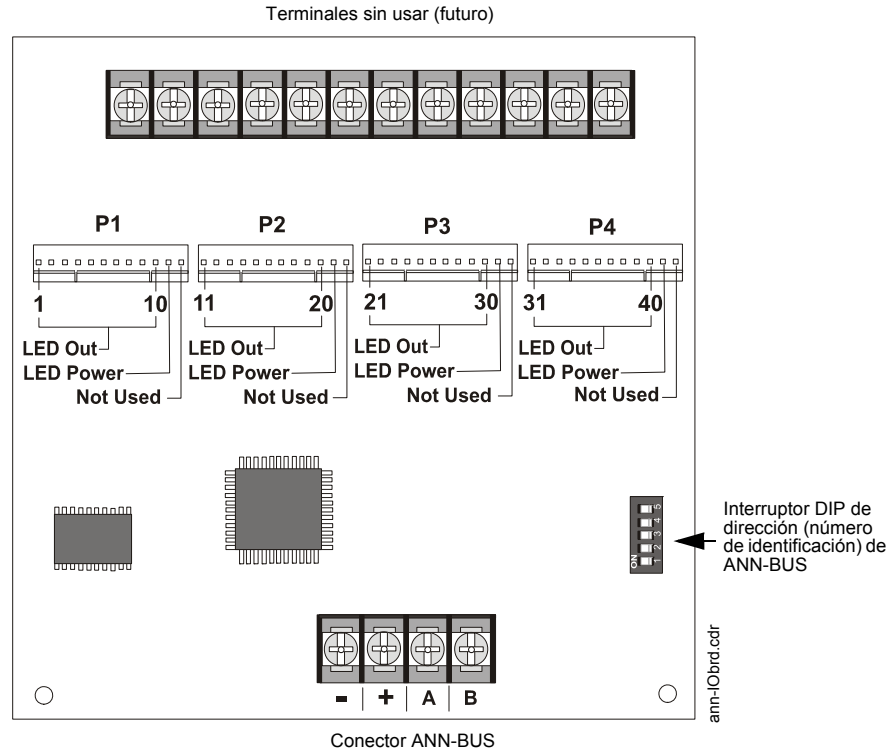 Terminales sin usar (futuro)
P1 P2 P3 P4
1 10 11 20 21 30 31 40
LED Out LED Out LED Out LED Out
LED Power LED Power LED Power LED Power
Not Used Not Used Not Used Not Used
ON 1 2 3 4 5
Interruptor DIP de
dirección (número
de identificación) de
ANN-BUS
- + A B
ann-IObrd.cdr
Conector ANN-BUS